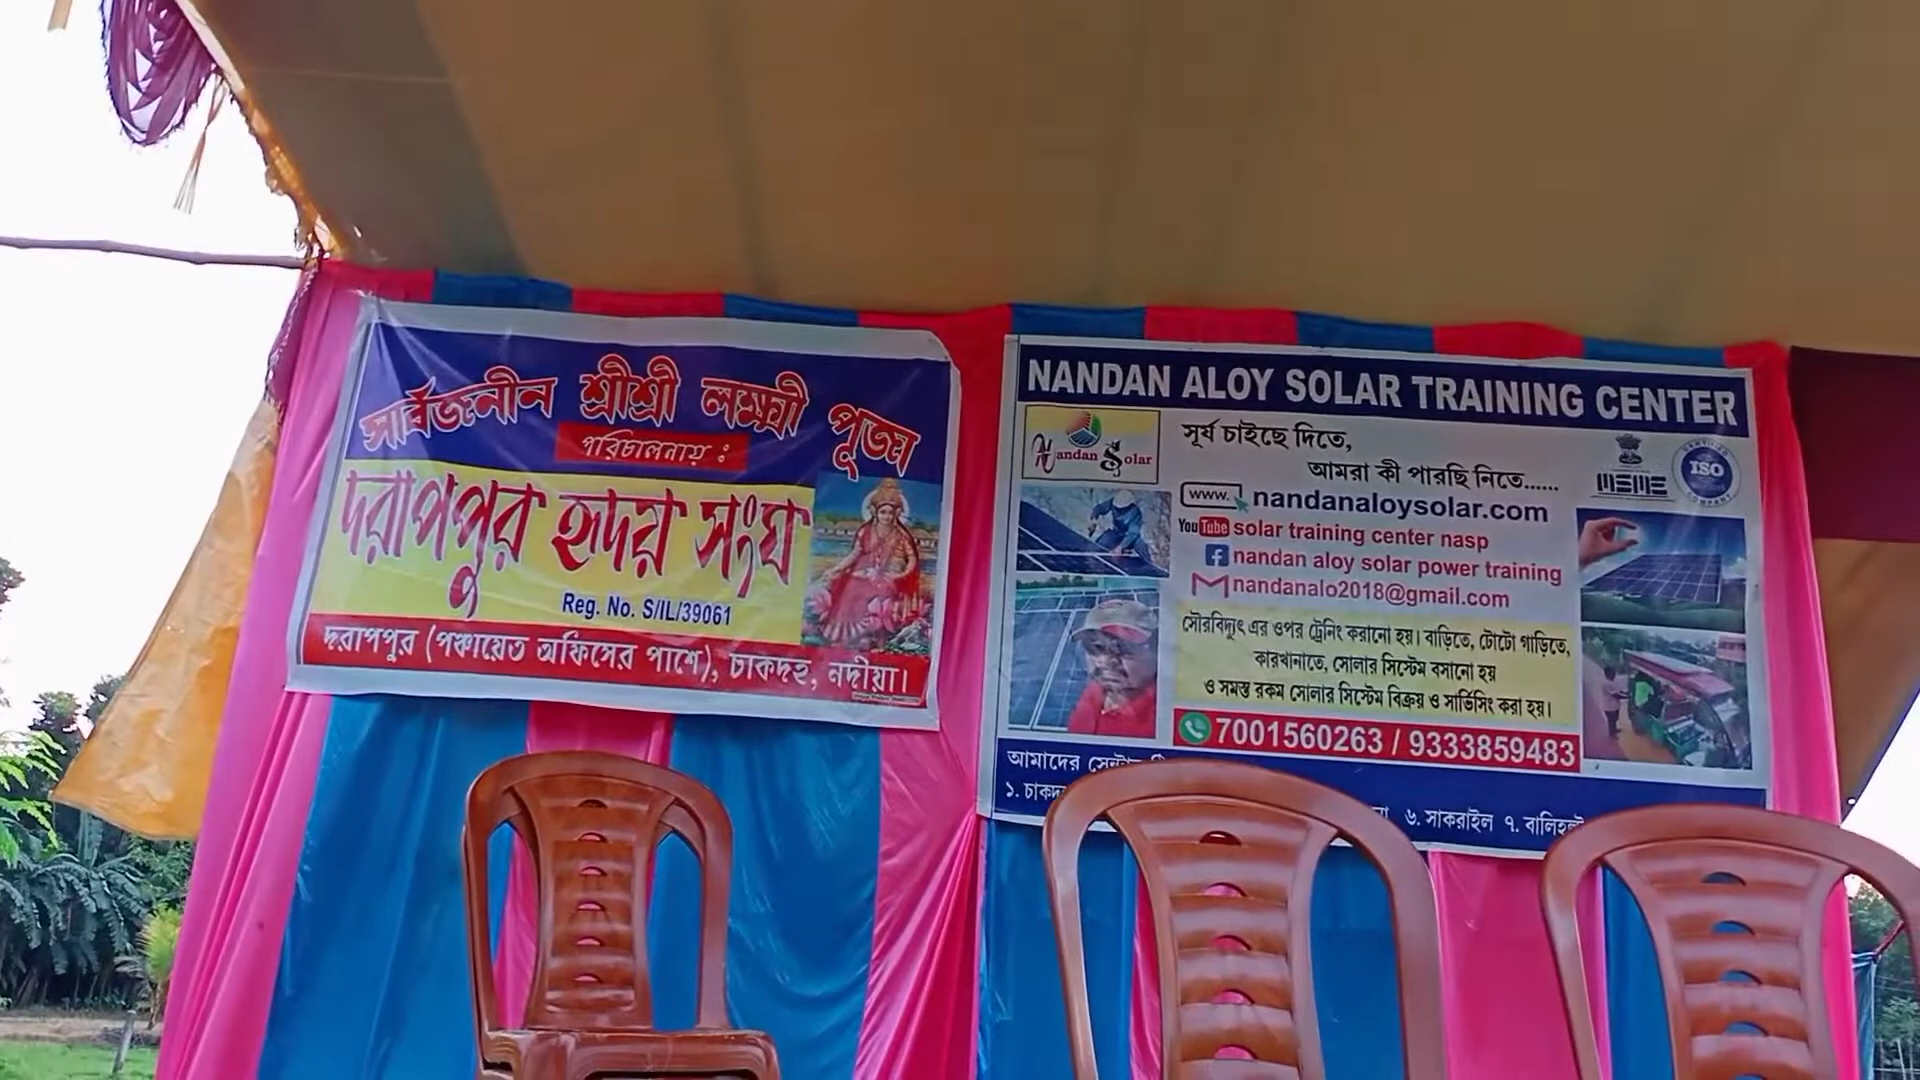 সার্বজনীন শ্রীশ্রী লক্ষ্মী পূজা
পরিচালনায় :
দরাপপুর হৃদয় সংঘ
Reg. No. S/IL/39061
দরাপপুর (পঞ্চায়েত অফিসের পাশে), চাকদহ, নদীয়া।
NANDAN ALOY SOLAR TRAINING CENTER
Nandan Solar
সূর্য চাইছে দিতে,
আমরা কী পারছি নিতে......
MSME
CERTIFIED
ISO
COMPANY
www. nandanaloysolar.com
YouTube solar training center nasp
nandan aloy solar power training
nandanalo2018@gmail.com
সৌরবিদ্যুৎ এর ওপর ট্রেনিং করানো হয়। বাড়িতে, টোটো গাড়িতে,
কারখানাতে, সোলার সিস্টেম বসানো হয়
ও সমস্ত রকম সোলার সিস্টেম বিক্রয় ও সার্ভিসিং করা হয়।
7001560263 / 9333859483
আমাদের
১. ৬. সাকরাইল ৭.